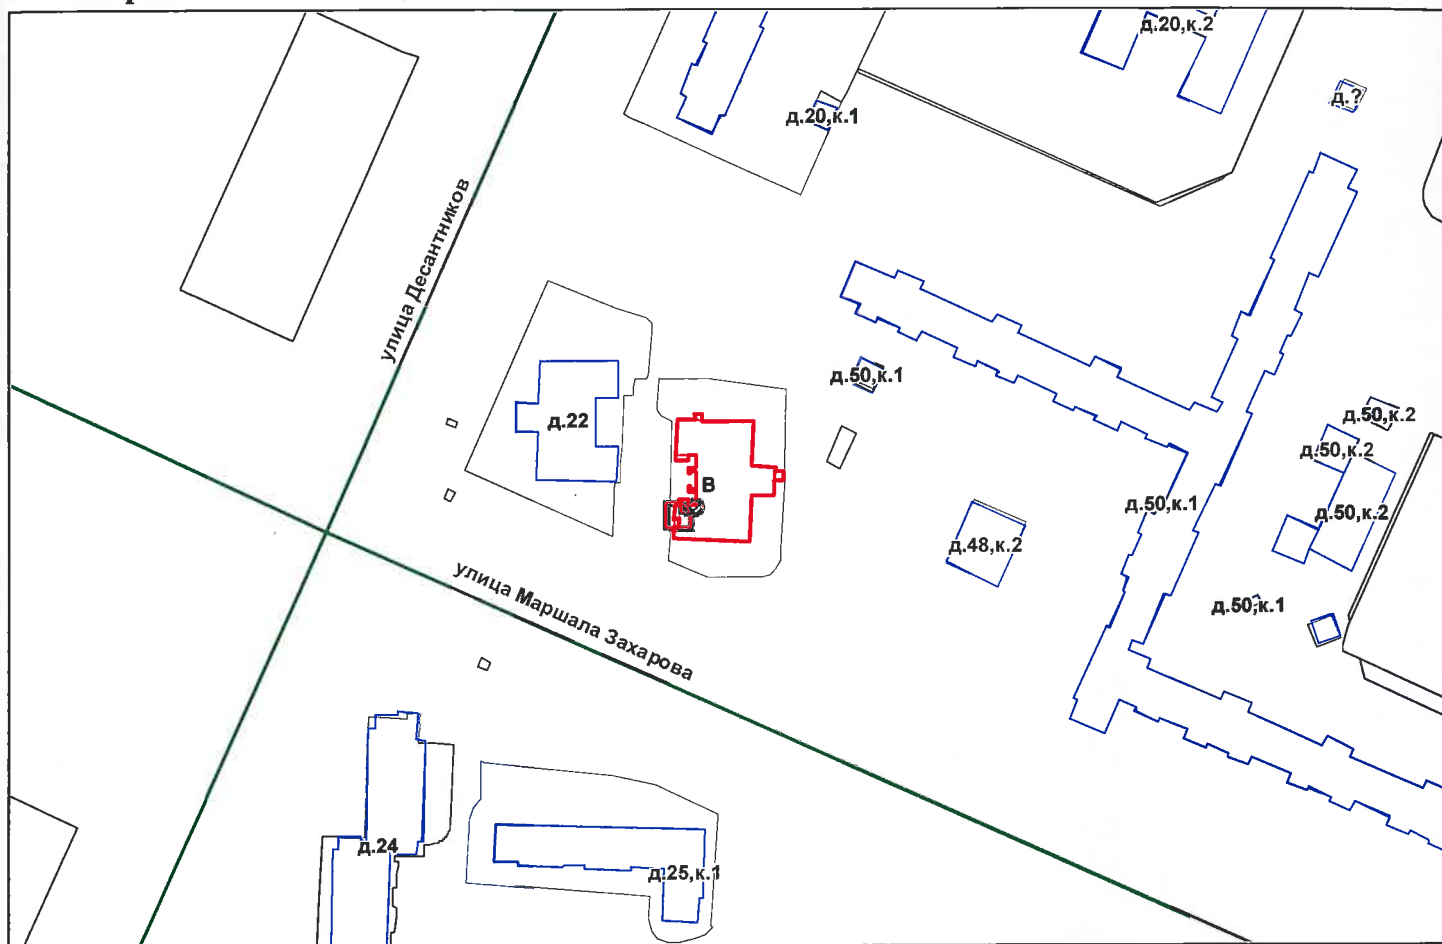 д.20,к.2
д.?
д.20,к.1
улица Десантников
д.50,к.1
д.22
д.50,к.2
д.50,к.2
В
д.50,к.1
д.50,к.2
д.48,к.2
улица Маршала Захарова
д.50,к.1
д.24
д.25,к.1